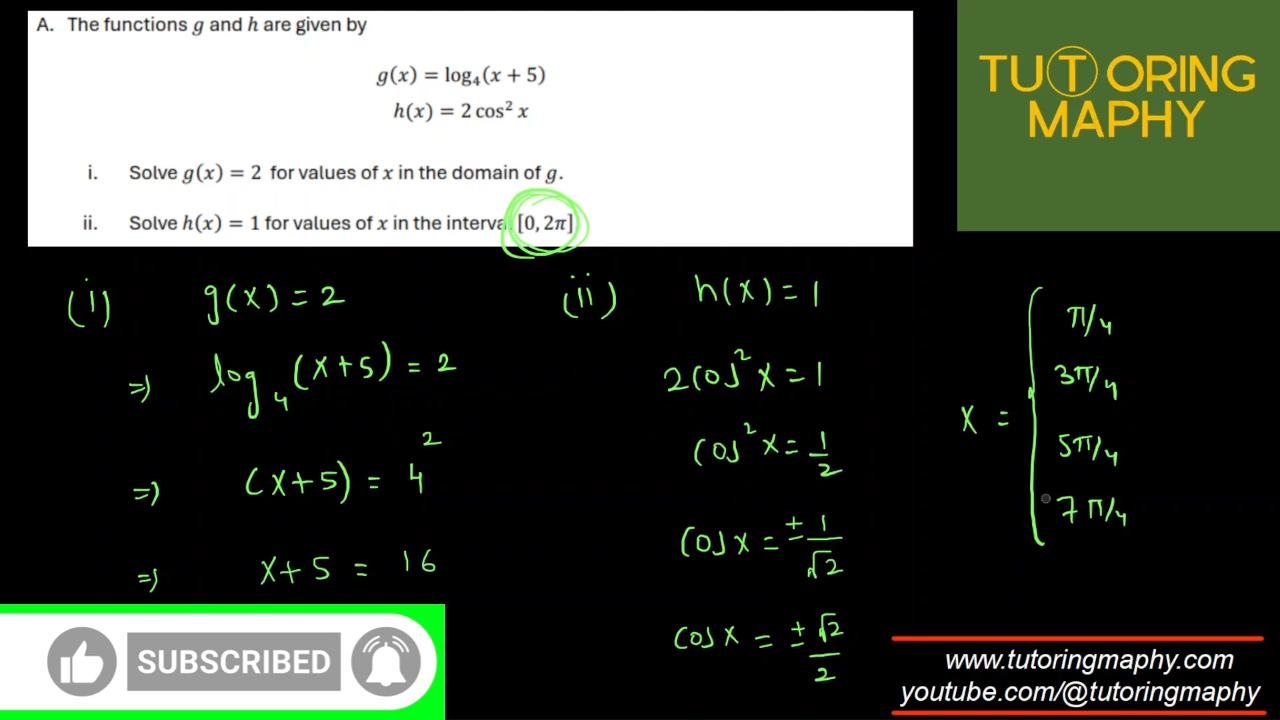 A. The functions g and h are given by
g(x) = log₄(x + 5)
h(x) = 2 cos² x
i. Solve g(x) = 2 for values of x in the domain of g.
ii. Solve h(x) = 1 for values of x in the interva [0, 2π]
TUTORING
MAPHY
(i) g(x) = 2
⇒ log₄(x+5) = 2
⇒ (x+5) = 4²
⇒ x+5 = 16
(ii) h(x) = 1
2cos²x = 1
cos²x = 1/2
cos x = ± 1/√2
cos x = ± √2/2
x = {
π/4
3π/4
5π/4
7π/4
SUBSCRIBED
www.tutoringmaphy.com
youtube.com/@tutoringmaphy